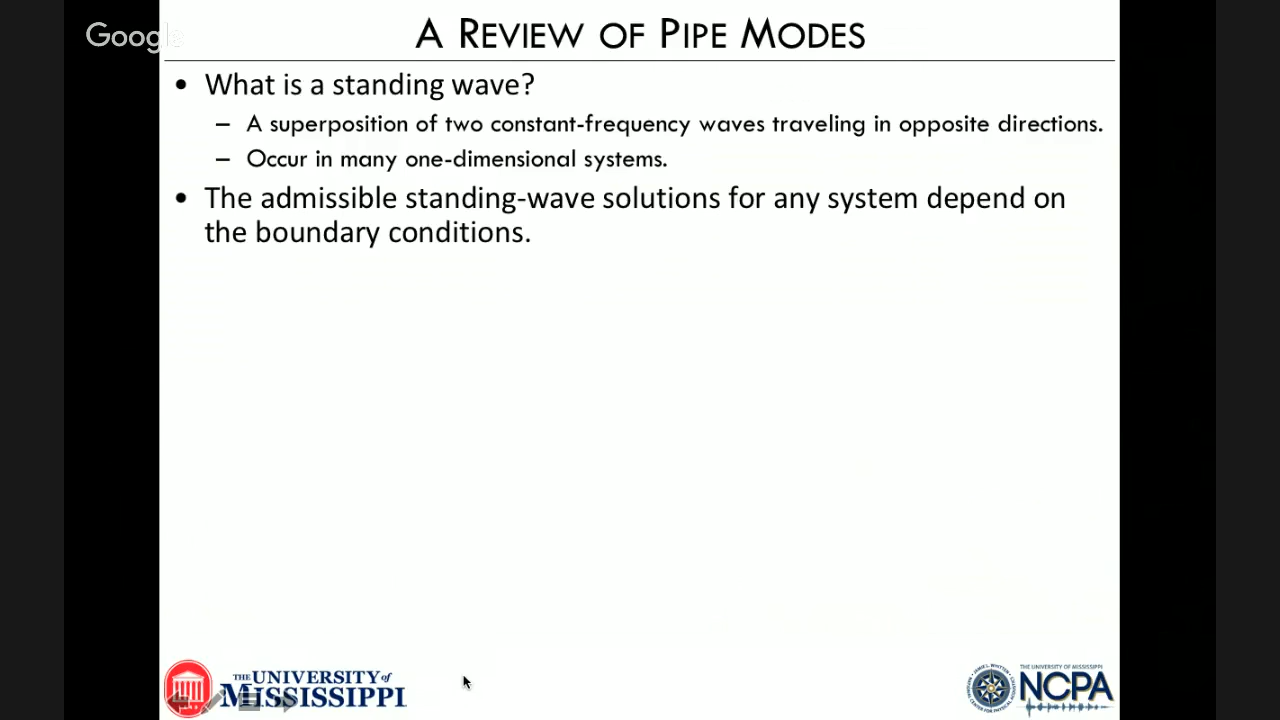 Google
A REVIEW OF PIPE MODES
• What is a standing wave?
– A superposition of two constant-frequency waves traveling in opposite directions.
– Occur in many one-dimensional systems.
• The admissible standing-wave solutions for any system depend on
the boundary conditions.
THE UNIVERSITY of
MISSISSIPPI
THE UNIVERSITY OF MISSISSIPPI
NCPA